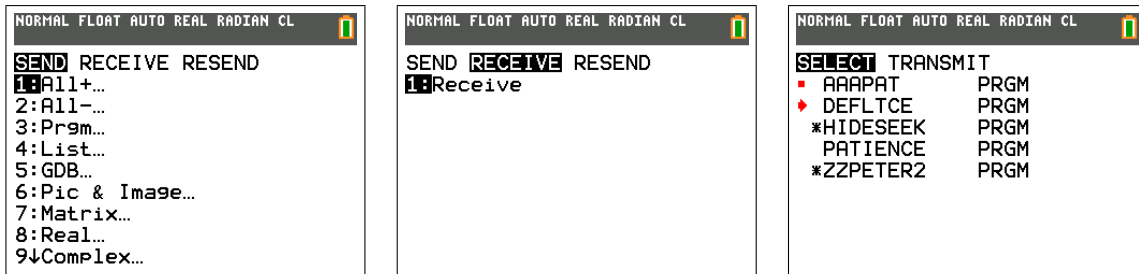 NORMAL FLOAT AUTO REAL RADIAN CL
SEND RECEIVE RESEND
1:All+…
2:All-…
3:Prgm…
4:List…
5:GDB…
6:Pic & Image…
7:Matrix…
8:Real…
9↓Complex…
NORMAL FLOAT AUTO REAL RADIAN CL
SEND RECEIVE RESEND
1:Receive
NORMAL FLOAT AUTO REAL RADIAN CL
SELECT TRANSMIT
▪ AAAPAT PRGM
♦ DEFLTCE PRGM
*HIDESEEK PRGM
PATIENCE PRGM
*ZZPETER2 PRGM